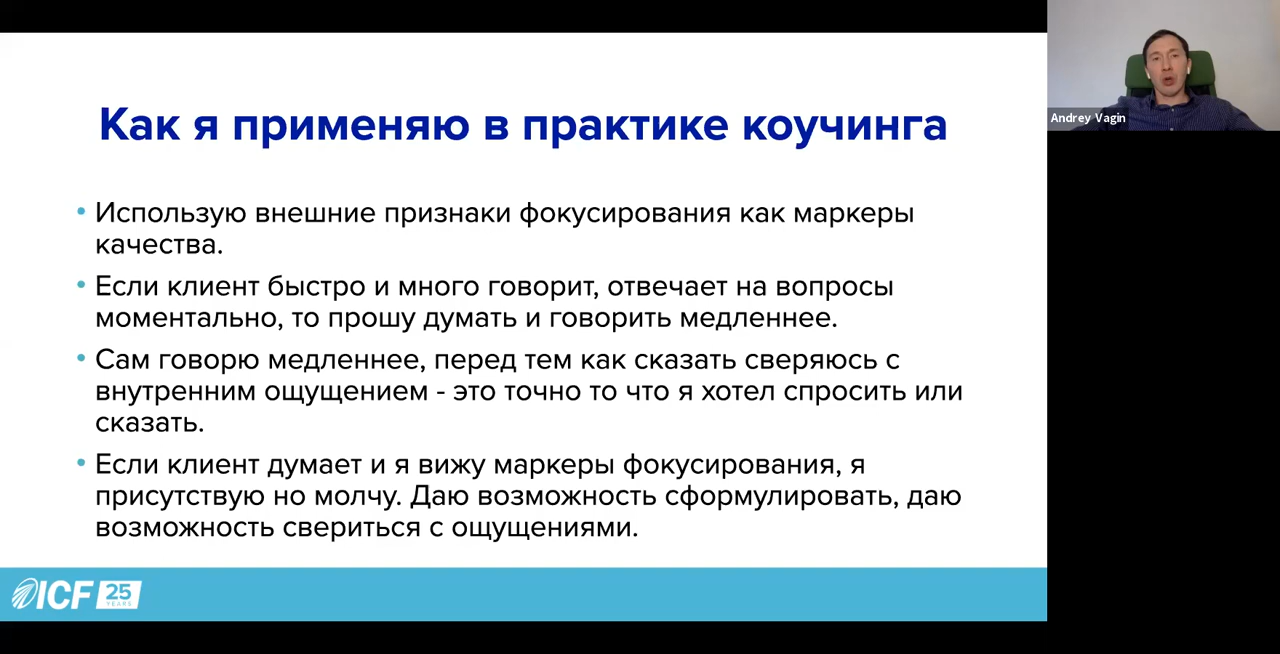 Как я применяю в практике коучинга
Andrey Vagin
• Использую внешние признаки фокусирования как маркеры
качества.
• Если клиент быстро и много говорит, отвечает на вопросы
моментально, то прошу думать и говорить медленнее.
• Сам говорю медленнее, перед тем как сказать сверяюсь с
внутренним ощущением - это точно то что я хотел спросить или
сказать.
• Если клиент думает и я вижу маркеры фокусирования, я
присутствую но молчу. Даю возможность сформулировать, даю
возможность свериться с ощущениями.
ICF 25
YEARS